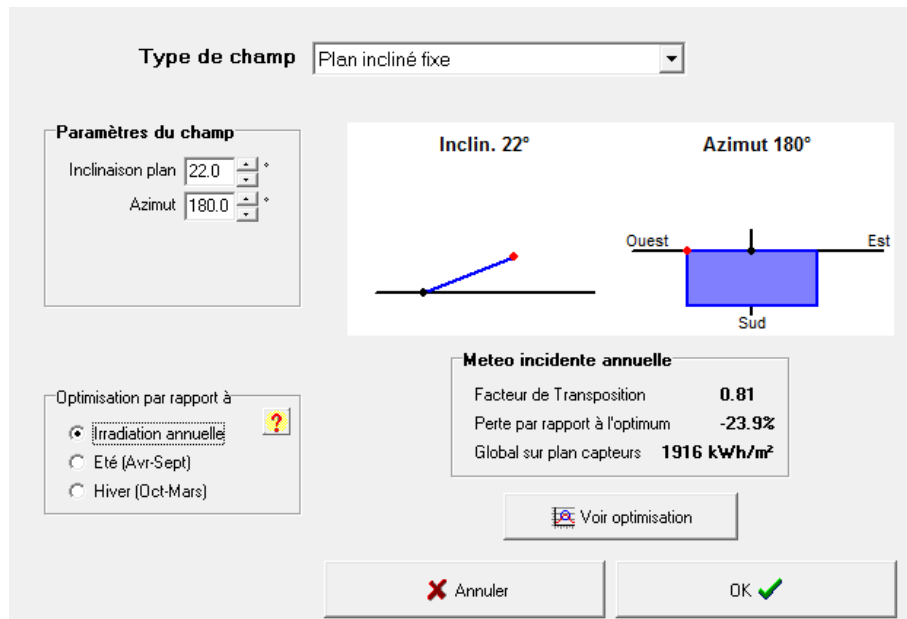 Type de champ Plan incliné fixe
Paramètres du champ
Inclinaison plan 22.0 °
Azimut 180.0 °
Inclin. 22° Azimut 180°
Ouest Est
Sud
Optimisation par rapport à
?
Irradiation annuelle
Eté (Avr-Sept)
Hiver (Oct-Mars)
Meteo incidente annuelle
Facteur de Transposition 0.81
Perte par rapport à l'optimum -23.9%
Global sur plan capteurs 1916 kWh/m²
Voir optimisation
Annuler OK